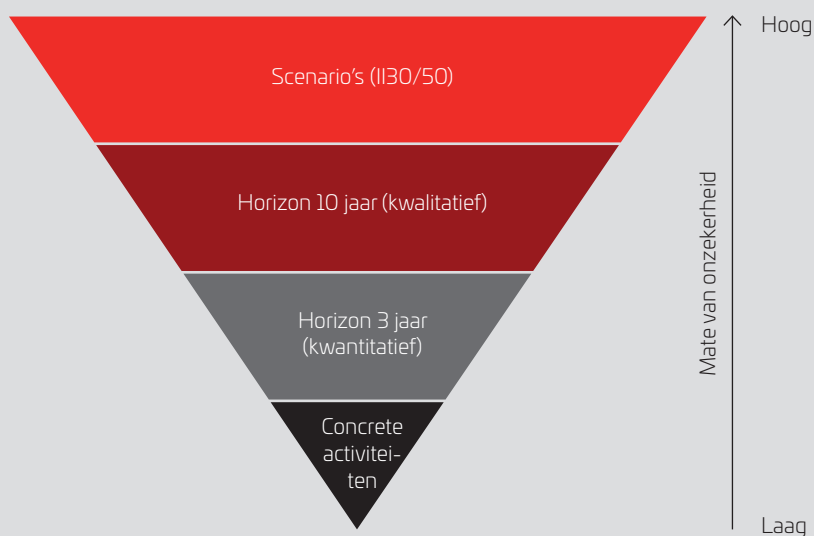 Hoog
Scenario's (II30/50)
Horizon 10 jaar (kwalitatief)
Mate van onzekerheid
Horizon 3 jaar
(kwantitatief)
Concrete
activitei-
ten
Laag